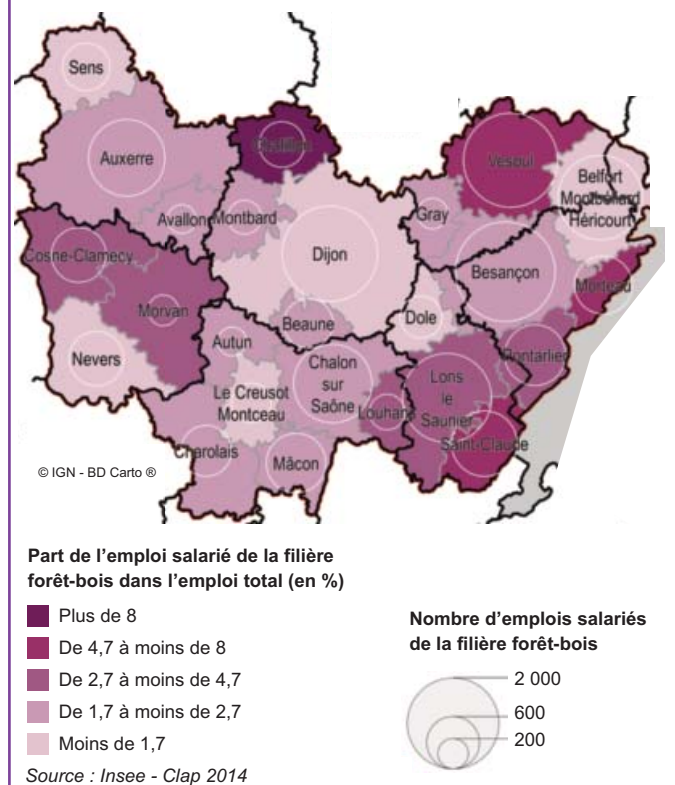 Sens
Auxerre
Châtillon
Vesoul
Belfort
Montbéliard
Héricourt
Avallon
Montbard
Gray
Dijon
Besançon
Cosne-Clamecy
Morteau
Morvan
Beaune
Dole
Autun
Nevers
Chalon
sur
Saône
Pontarlier
Le Creusot
Montceau
Lons
le
Saunier
Louhans
Saint-Claude
Charolais
Mâcon
© IGN - BD Carto ®
Part de l’emploi salarié de la filière
forêt-bois dans l’emploi total (en %)
Plus de 8
De 4,7 à moins de 8
De 2,7 à moins de 4,7
De 1,7 à moins de 2,7
Moins de 1,7
Source : Insee - Clap 2014
Nombre d’emplois salariés
de la filière forêt-bois
2 000
600
200